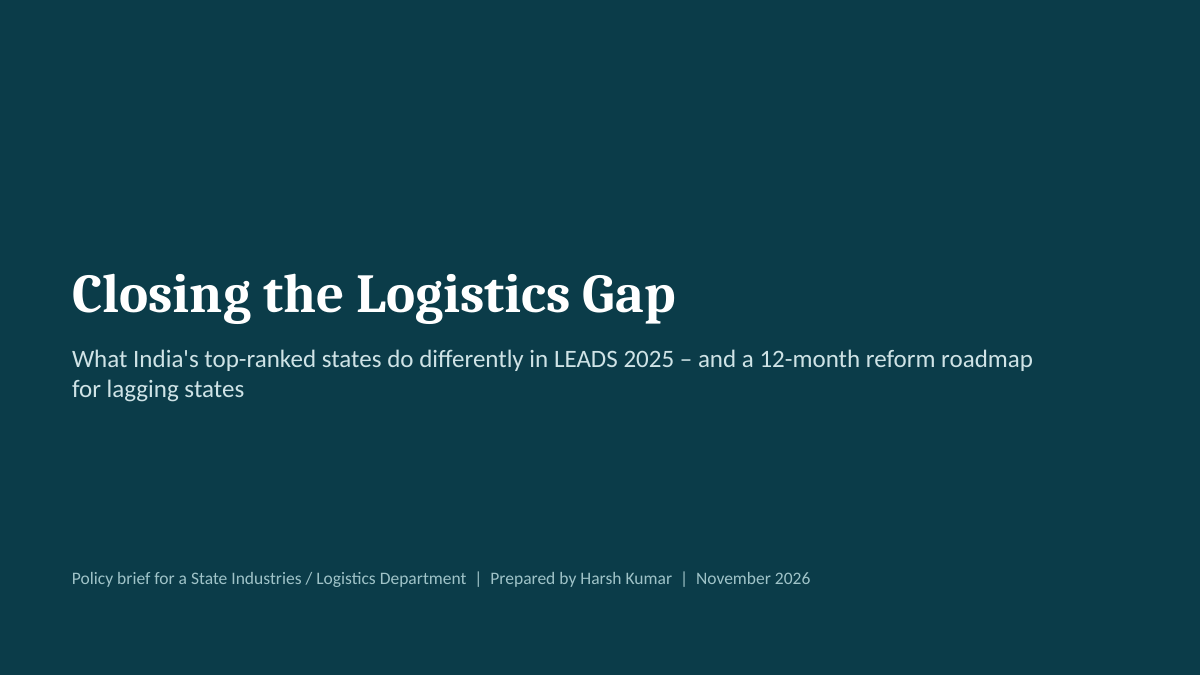 Closing the Logistics Gap
What India's top-ranked states do differently in LEADS 2025 – and a 12-month reform roadmap
for lagging states
Policy brief for a State Industries / Logistics Department | Prepared by Harsh Kumar | November 2026